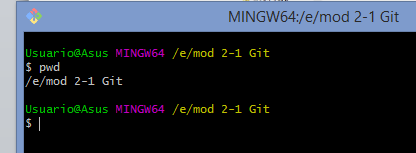 MINGW64:/e/mod 2-1 Git
Usuario@Asus MINGW64 /e/mod 2-1 Git
$ pwd
/e/mod 2-1 Git
Usuario@Asus MINGW64 /e/mod 2-1 Git
$